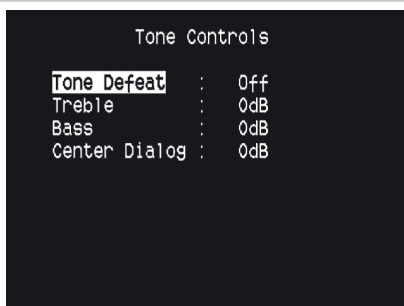 Tone Controls
Tone Defeat : Off
Treble : 0dB
Bass : 0dB
Center Dialog : 0dB